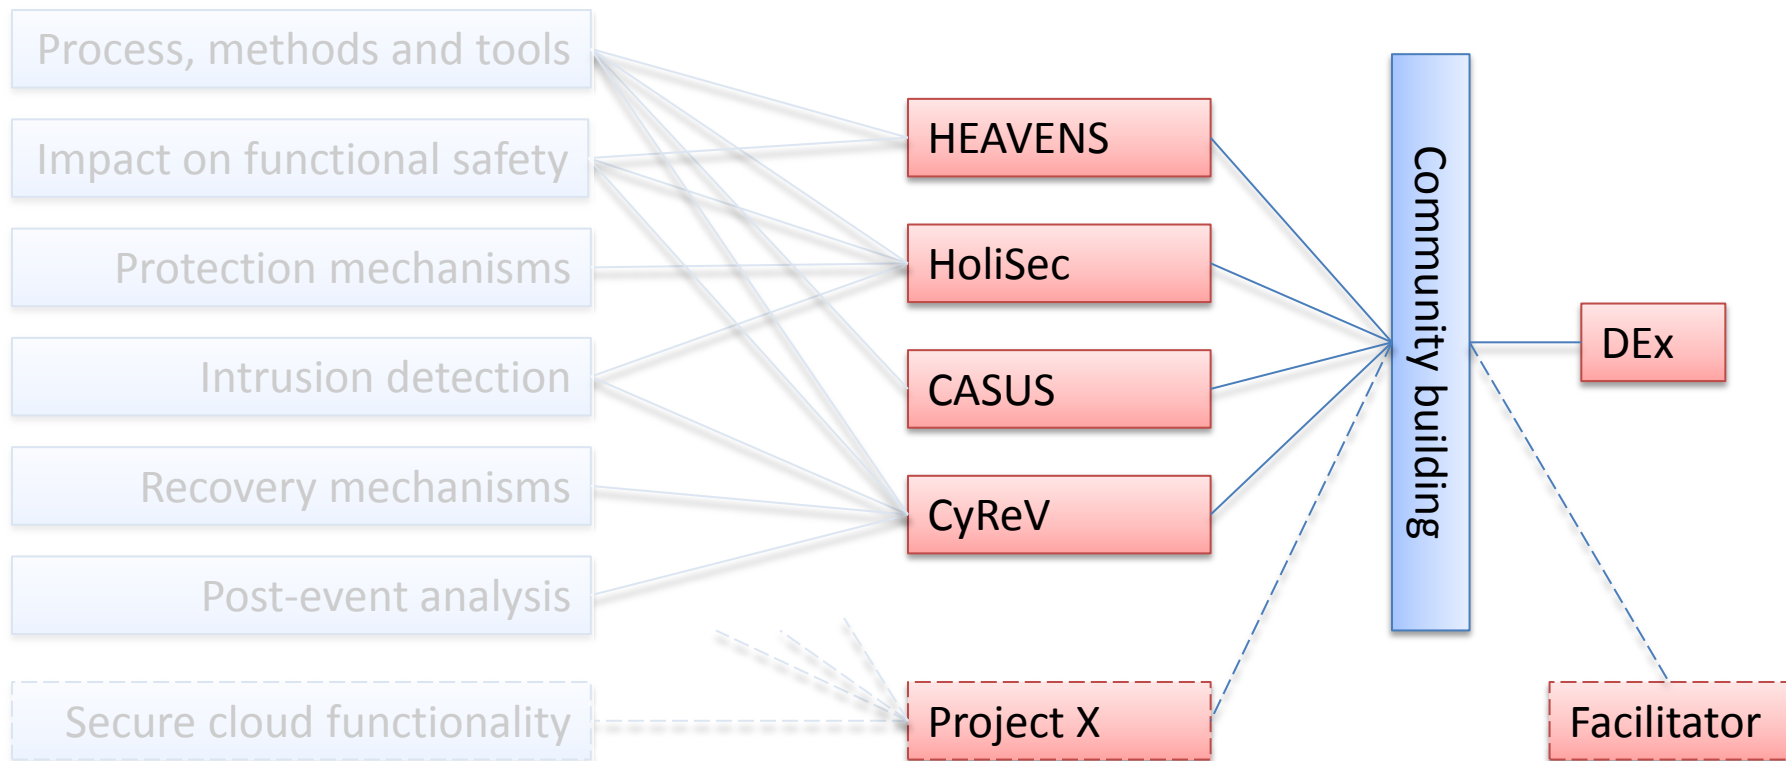 Process, methods and tools
Impact on functional safety
Protection mechanisms
Intrusion detection
Recovery mechanisms
Post-event analysis
Secure cloud functionality
HEAVENS
HoliSec
CASUS
CyReV
Project X
Community building
DEx
Facilitator